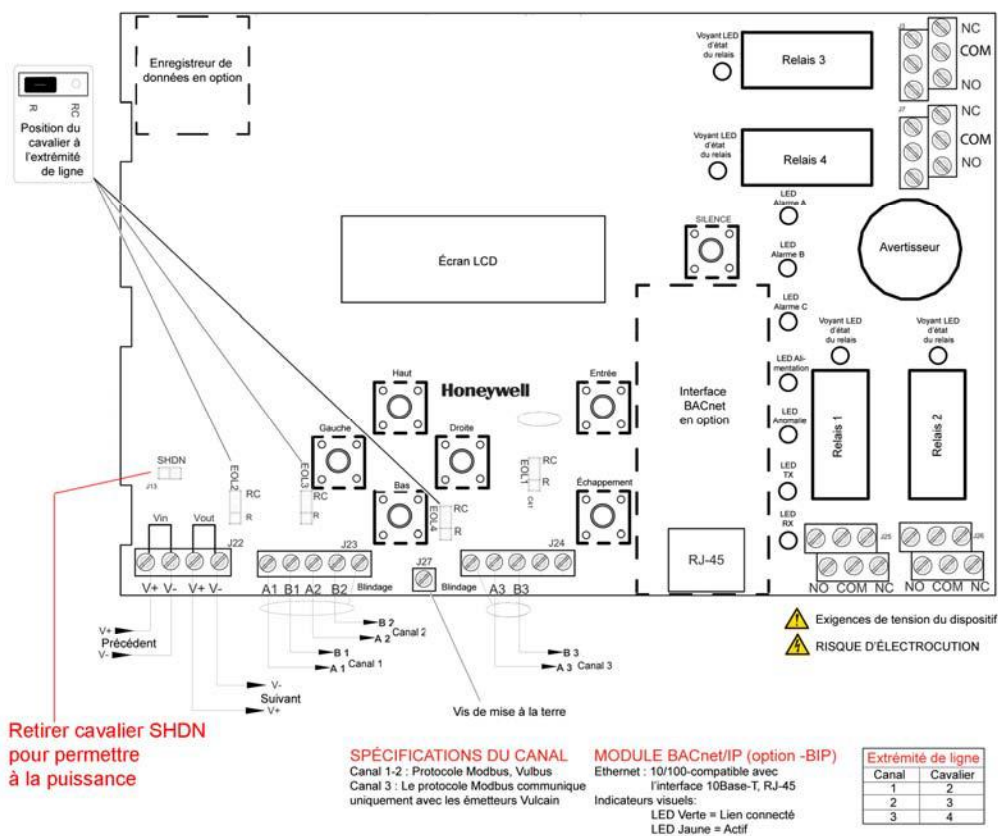 Enregistreur de
données en option
R
RC
Position du
cavalier à
l'extrémité
de ligne
Voyant LED
d'état
du relais
Relais 3
NC
COM
NO
J7
NC
COM
NO
Voyant LED
d'état
du relais
Relais 4
LED
Alarme A
SILENCE
Écran LCD
Avertisseur
LED
Alarme B
LED
Alarme C
Voyant LED
d'état
du relais
Voyant LED
d'état
du relais
LED Ali-
mentation
Haut
Honeywell
Entrée
Interface
BACnet
en option
Relais 1
Relais 2
LED
Anomalie
Gauche
Droite
SHDN
J13
EOL2
RC
R
EOL3
RC
R
Bas
EOL4
RC
R
EOL1
RC
R
C41
Échappement
LED
TX
LED
RX
RJ-45
Vin
Vout
J22
J23
J27
J24
J25
J26
V+ V- V+ V-
A1 B1 A2 B2
Blindage
Blindage
A3 B3
NO COM NC
NO COM NC
V+
Précédent
V-
V-
Suivant
V+
B 2
A 2
Canal 2
B 1
A 1
Canal 1
B 3
A 3
Canal 3
Vis de mise à la terre
Exigences de tension du dispositif
RISQUE D'ÉLECTROCUTION
Retirer cavalier SHDN
pour permettre
à la puissance
SPÉCIFICATIONS DU CANAL
Canal 1-2 : Protocole Modbus, Vulbus
Canal 3 : Le protocole Modbus communique
uniquement avec les émetteurs Vulcain
MODULE BACnet/IP (option -BIP)
Ethernet : 10/100-compatible avec
l'interface 10Base-T, RJ-45
Indicateurs visuels:
LED Verte = Lien connecté
LED Jaune = Actif
Extrémité de ligne
Canal Cavalier
1 2
2 3
3 4